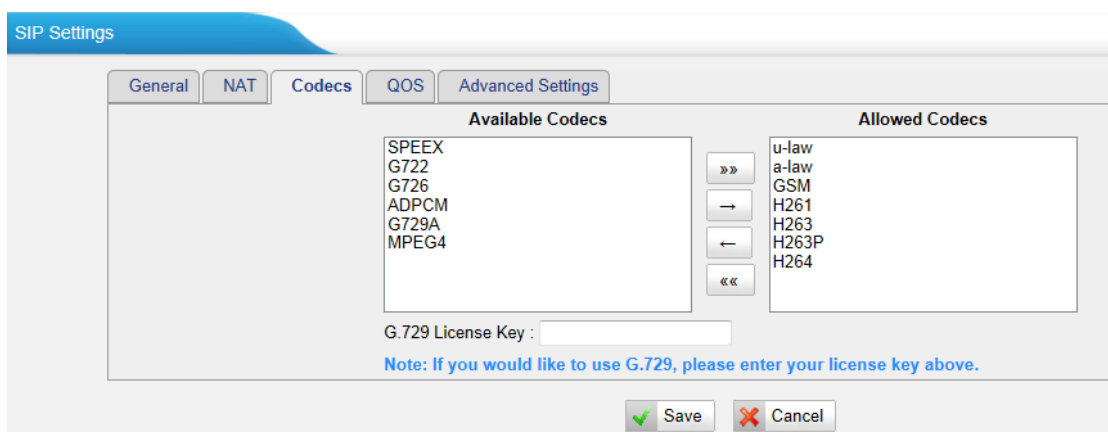 SIP Settings
General NAT Codecs QOS Advanced Settings
Available Codecs
SPEEX
G722
G726
ADPCM
G729A
MPEG4
»»
→
←
««
Allowed Codecs
u-law
a-law
GSM
H261
H263
H263P
H264
G.729 License Key :
Note: If you would like to use G.729, please enter your license key above.
Save Cancel